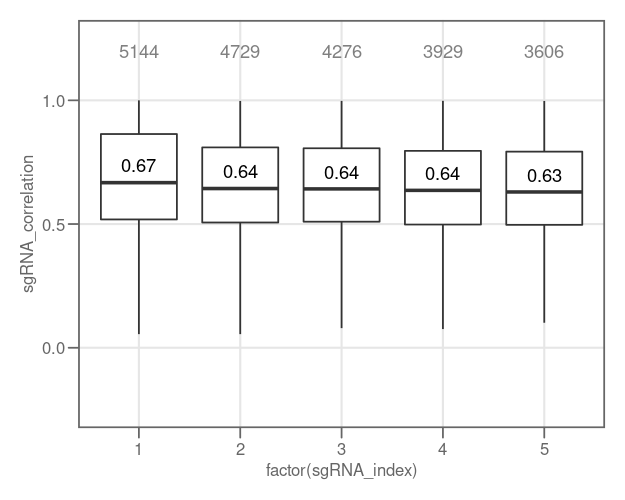 5144 4729 4276 3929 3606
1.0
0.67 0.64 0.64 0.64 0.63
0.5
0.0
sgRNA_correlation
1 2 3 4 5
factor(sgRNA_index)